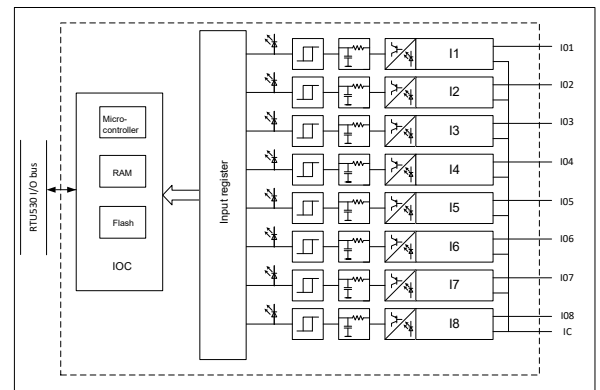 RTU530 I/O bus
Micro-
controller
RAM
Flash
IOC
Input register
I1
I01
I2
I02
I3
I03
I4
I04
I5
I05
I6
I06
I7
I07
I8
I08
IC